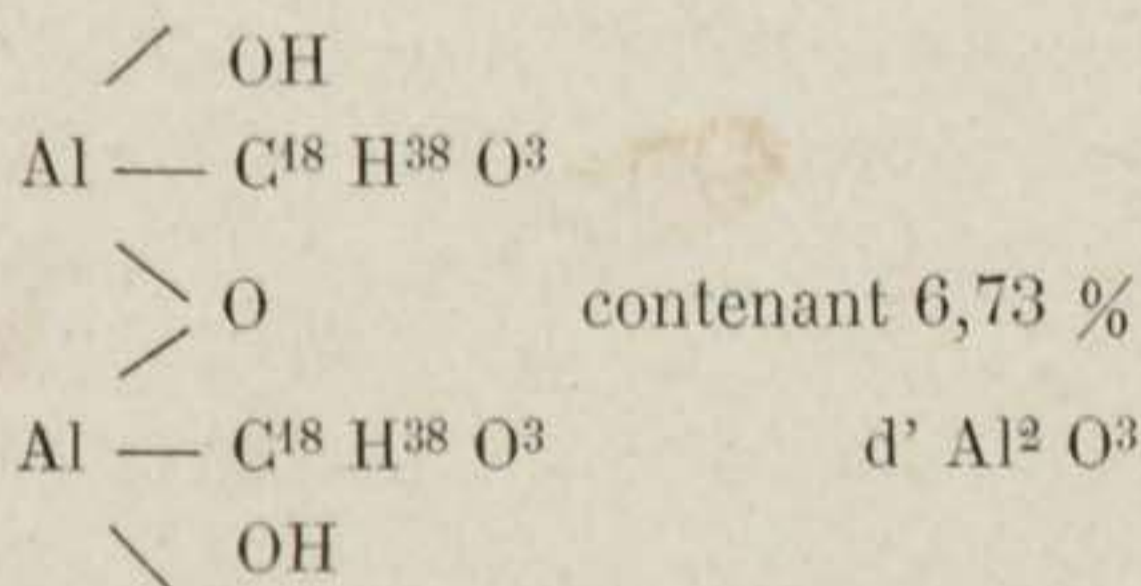 OH
Al — C¹⁸ H³⁸ O³
O contenant 6,73 %
Al — C¹⁸ H³⁸ O³ d' Al² O³
OH